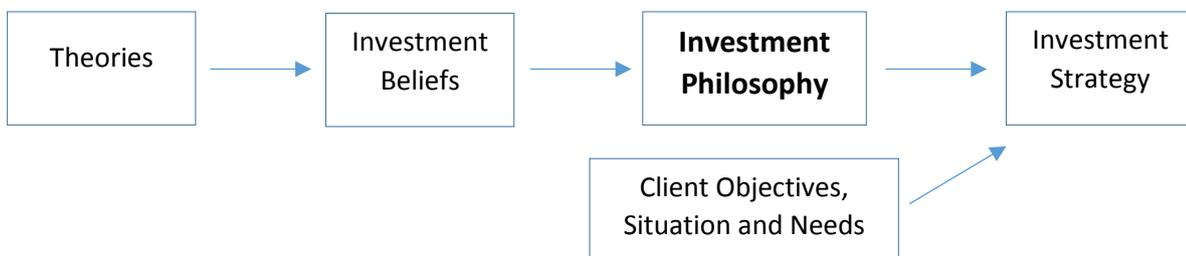 Theories
Investment
Beliefs
Investment
Philosophy
Investment
Strategy
Client Objectives,
Situation and Needs